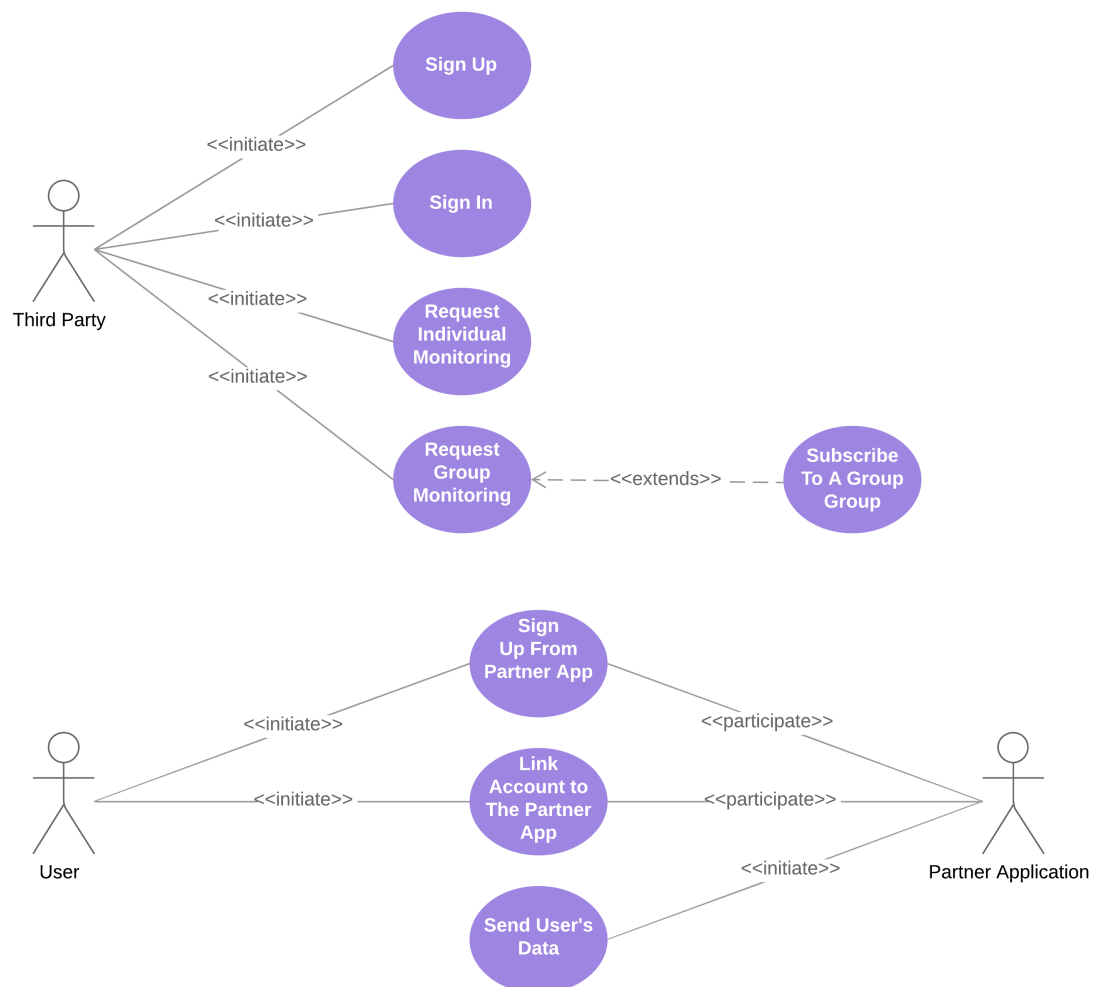 Sign Up
<<initiate>>
Sign In
<<initiate>>
Third Party
<<initiate>>
Request
Individual
Monitoring
<<initiate>>
Request
Group
Monitoring
<<extends>>
Subscribe
To A Group
Group
Sign
Up From
Partner App
<<initiate>>
<<participate>>
Link
Account to
The Partner
App
<<initiate>>
<<participate>>
User
<<initiate>>
Partner Application
Send User's
Data